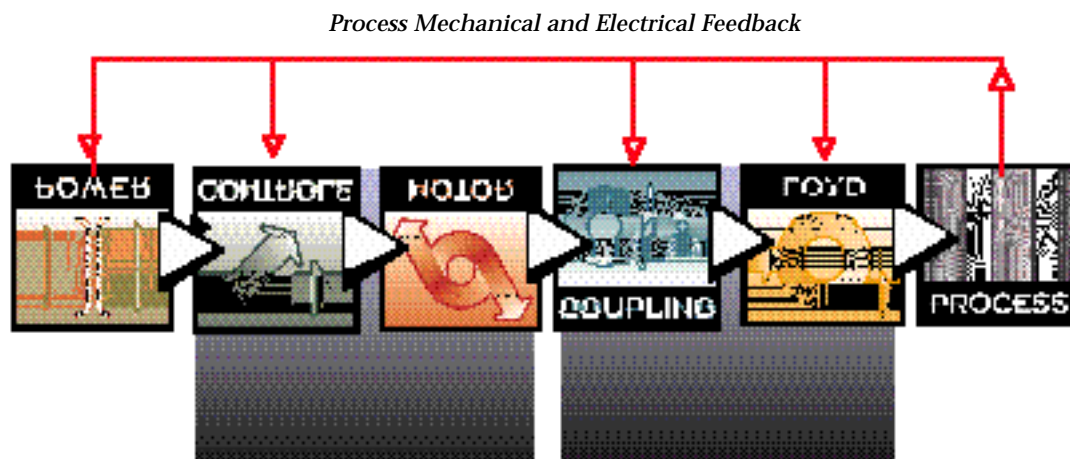 Process Mechanical and Electrical Feedback
POWER
CONTROLS
MOTOR
COUPLING
LOAD
PROCESS